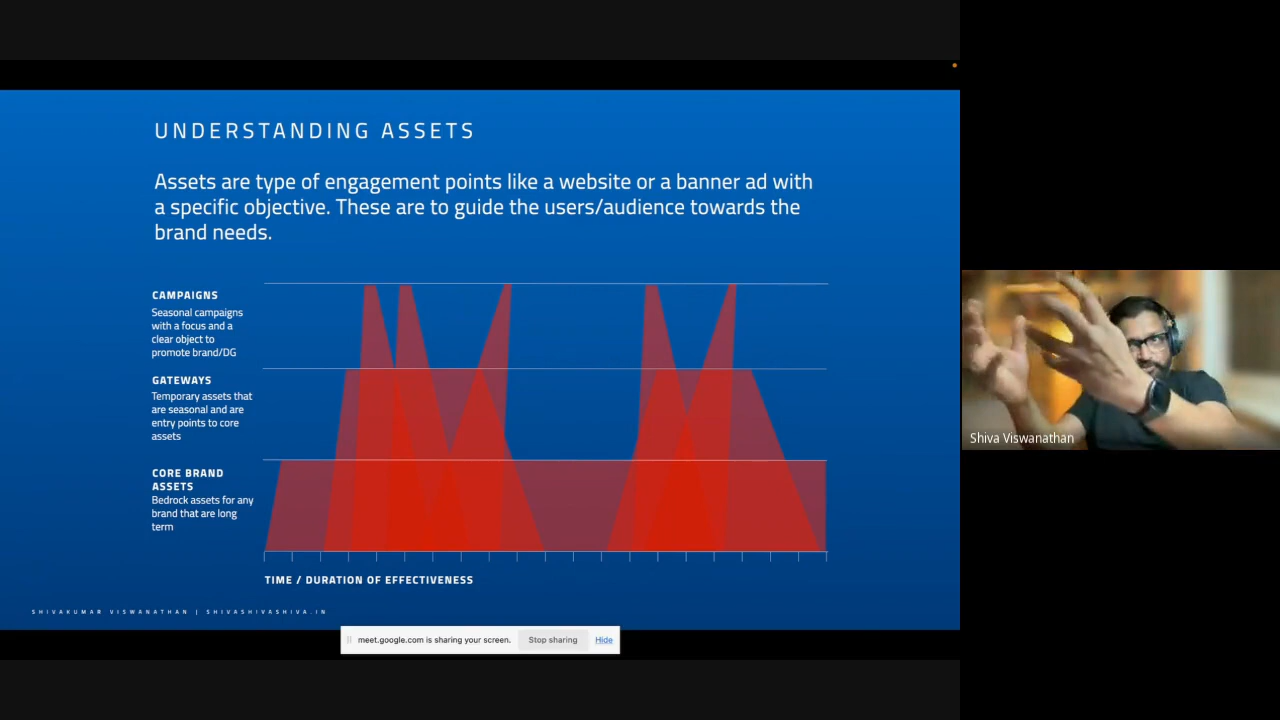 UNDERSTANDING ASSETS
Assets are type of engagement points like a website or a banner ad with
a specific objective. These are to guide the users/audience towards the
brand needs.
CAMPAIGNS
Seasonal campaigns
with a focus and a
clear object to
promote brand/DG
GATEWAYS
Temporary assets that
are seasonal and are
entry points to core
assets
CORE BRAND
ASSETS
Bedrock assets for any
brand that are long
term
TIME / DURATION OF EFFECTIVENESS
SHIVAKUMAR VISWANATHAN | SHIVASHIVASHIVA.IN
meet.google.com is sharing your screen.
Stop sharing
Hide
Shiva Viswanathan